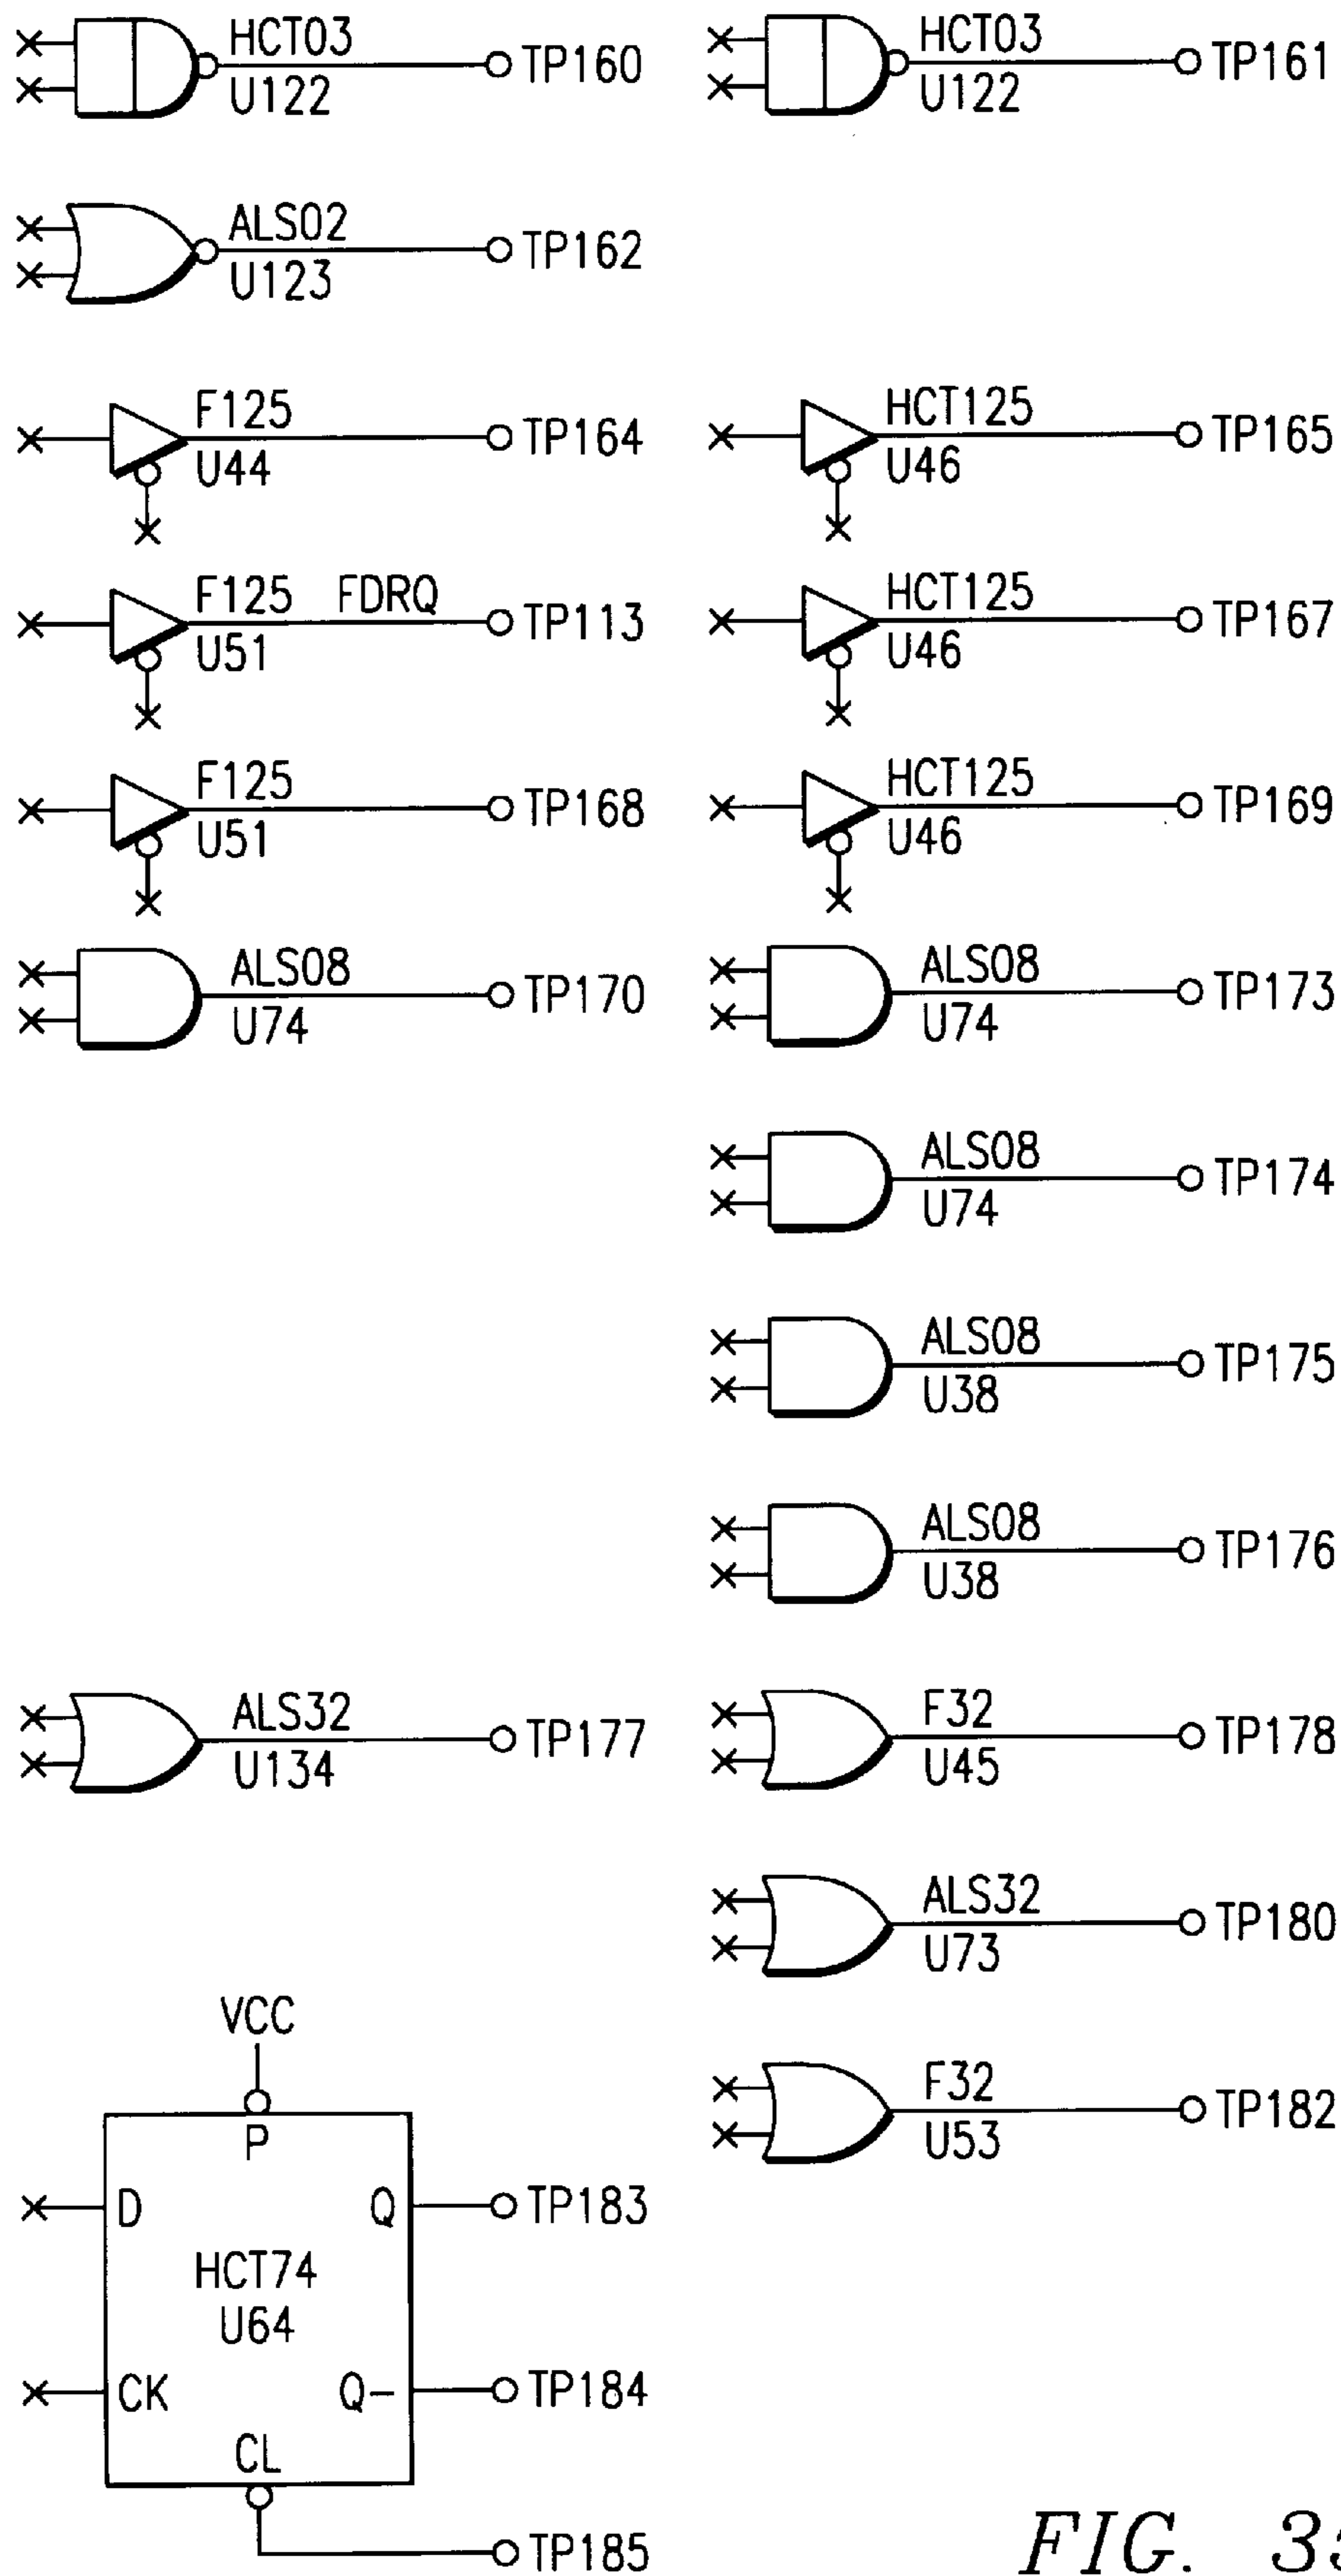 HCT03
U122
TP160
HCT03
U122
TP161
ALS02
U123
TP162
F125
U44
TP164
HCT125
U46
TP165
F125
U51
FDRQ
TP113
HCT125
U46
TP167
F125
U51
TP168
HCT125
U46
TP169
ALS08
U74
TP170
ALS08
U74
TP173
ALS08
U74
TP174
ALS08
U38
TP175
ALS08
U38
TP176
ALS32
U134
TP177
F32
U45
TP178
ALS32
U73
TP180
F32
U53
TP182
VCC
P
D
Q
TP183
HCT74
U64
CK
Q-
TP184
CL
TP185
FIG.